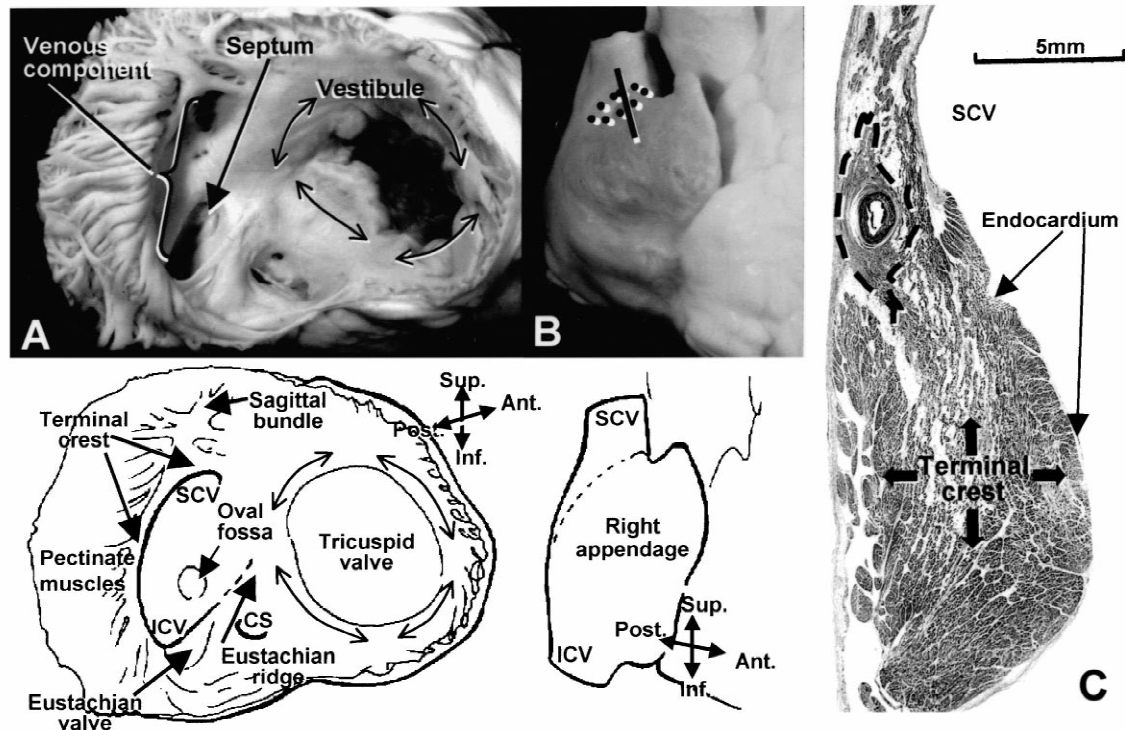 Venous
component
Septum
Vestibule
A
B
5mm
SCV
Endocardium
Terminal
crest
C
Sagittal
bundle
Terminal
crest
SCV
Oval
fossa
Pectinate
muscles
Tricuspid
valve
ICV
CS
Eustachian
ridge
Eustachian
valve
Sup.
Ant.
Post.
Inf.
SCV
Right
appendage
ICV
Sup.
Post.
Ant.
Inf.